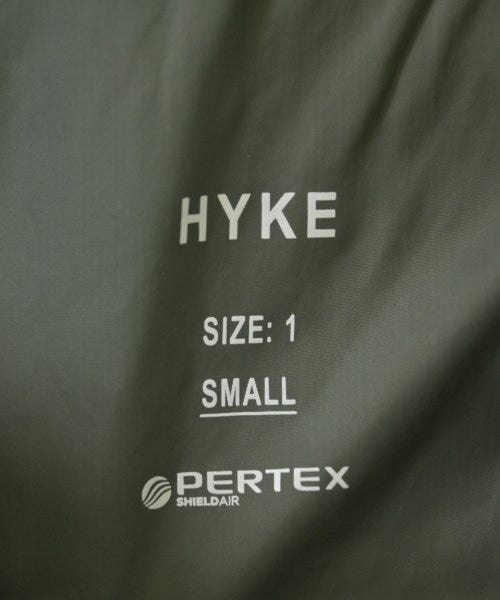 HYKE
SIZE: 1
SMALL
PERTEX
SHIELDAIR